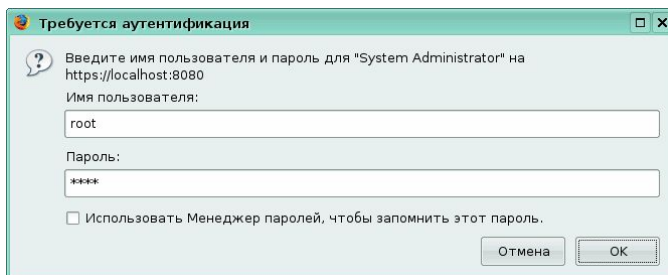 Требуется аутентификация
Введите имя пользователя и пароль для "System Administrator" на
https://localhost:8080
Имя пользователя:
root
Пароль:
****
Использовать Менеджер паролей, чтобы запомнить этот пароль.
Отмена
OK